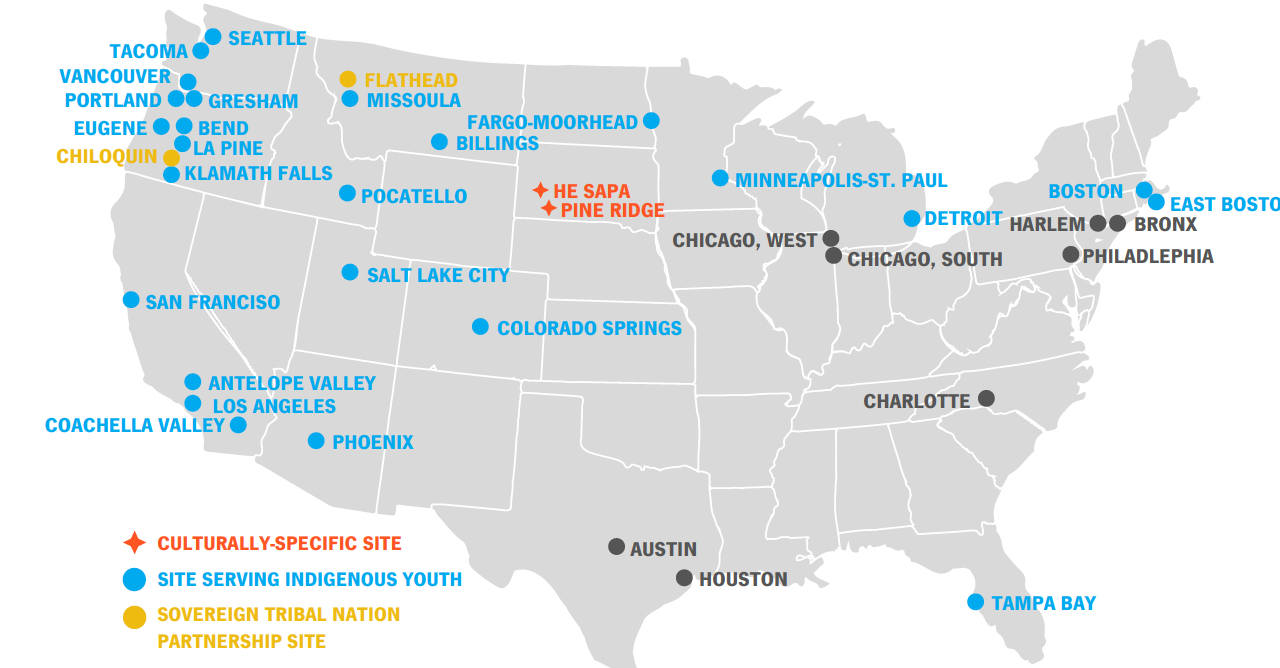 SEATTLE
TACOMA
VANCOUVER
FLATHEAD
PORTLAND
GRESHAM
MISSOULA
EUGENE
BEND
FARGO-MOORHEAD
BILLINGS
LA PINE
CHILOQUIN
KLAMATH FALLS
POCATELLO
HE SAPA
PINE RIDGE
MINNEAPOLIS-ST. PAUL
BOSTON
EAST BOSTO
DETROIT
HARLEM
BRONX
CHICAGO, WEST
CHICAGO, SOUTH
PHILADLEPHIA
SALT LAKE CITY
SAN FRANCISO
COLORADO SPRINGS
ANTELOPE VALLEY
LOS ANGELES
CHARLOTTE
COACHELLA VALLEY
PHOENIX
AUSTIN
HOUSTON
TAMPA BAY
CULTURALLY-SPECIFIC SITE
SITE SERVING INDIGENOUS YOUTH
SOVEREIGN TRIBAL NATION
PARTNERSHIP SITE